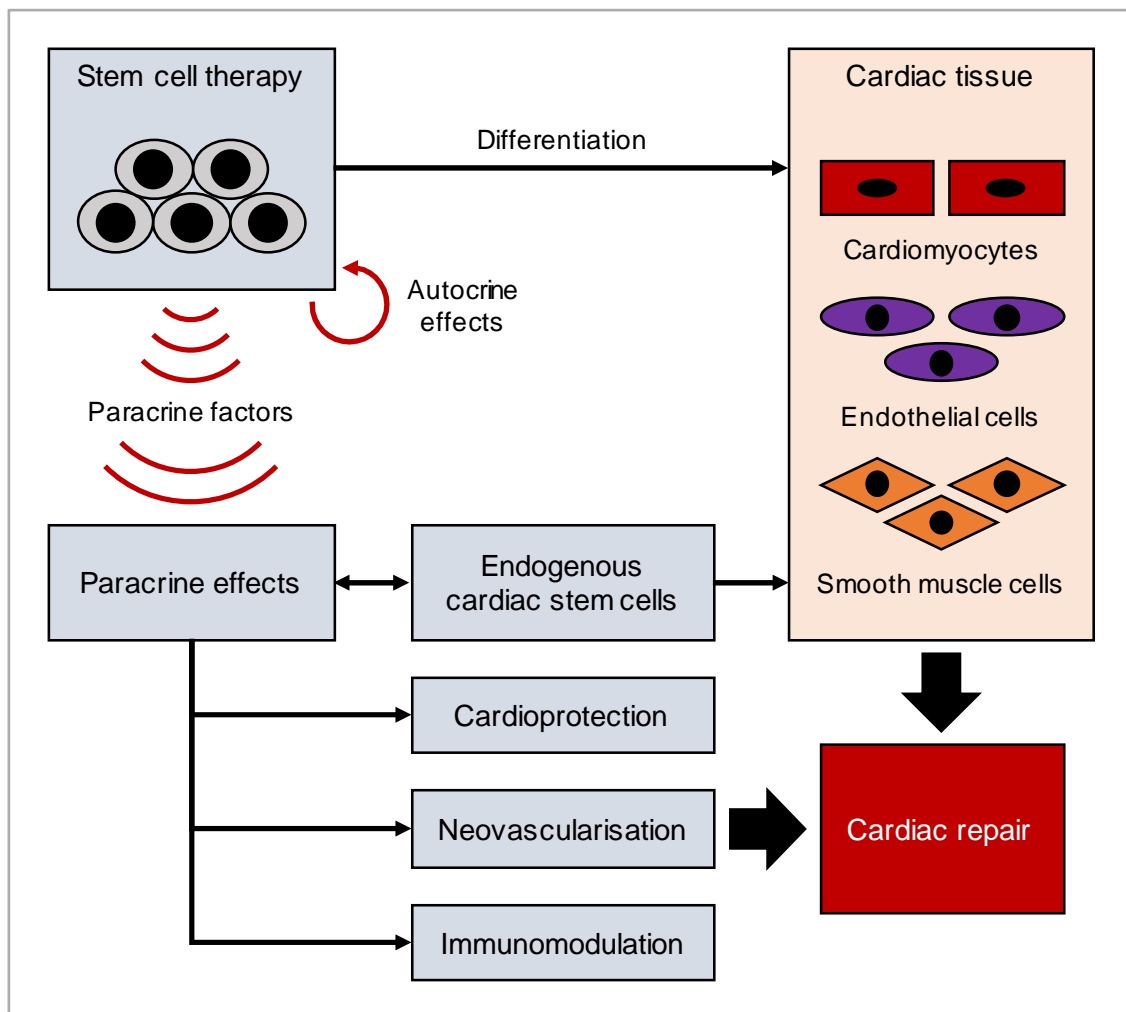 Stem cell therapy
Differentiation
Cardiac tissue
Cardiomyocytes
Autocrine
effects
Paracrine factors
Endothelial cells
Paracrine effects
Endogenous
cardiac stem cells
Smooth muscle cells
Cardioprotection
Neovascularisation
Cardiac repair
Immunomodulation